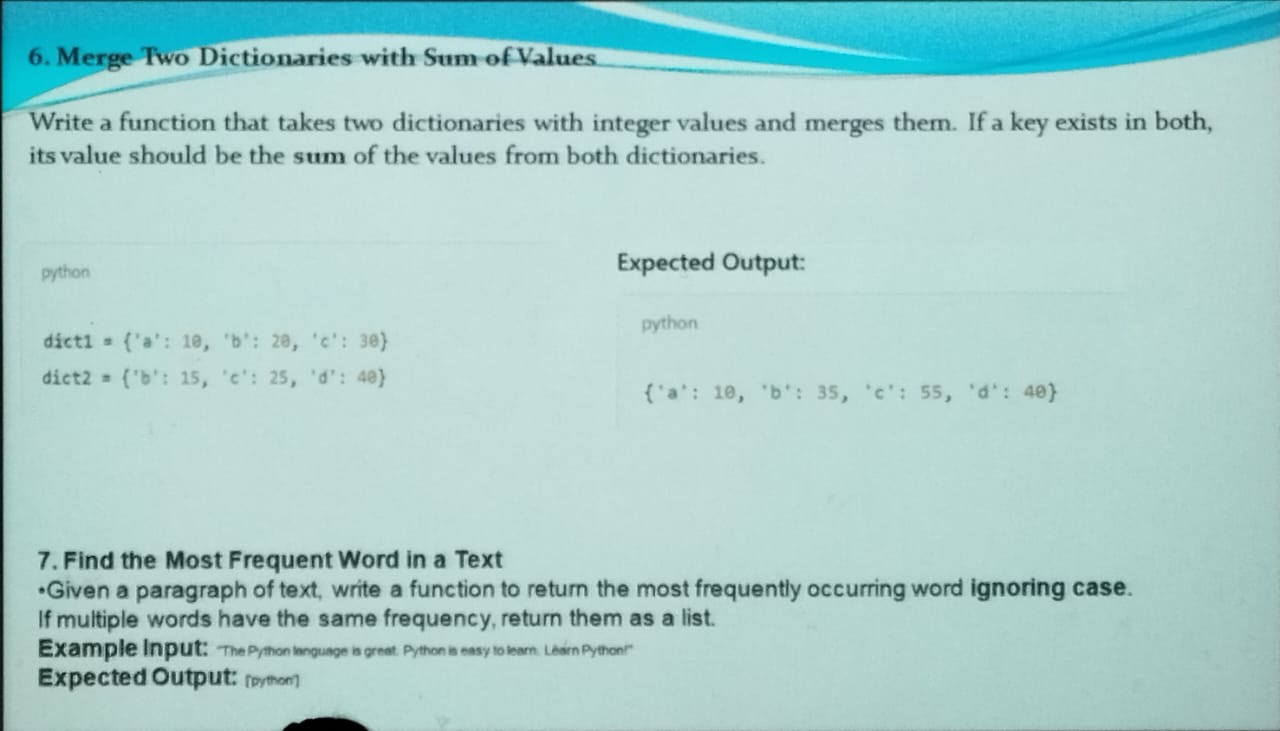 6. Merge Two Dictionaries with Sum of Values
Write a function that takes two dictionaries with integer values and merges them. If a key exists in both,
its value should be the sum of the values from both dictionaries.
python
dict1 = {'a': 10, 'b': 20, 'c': 30}
dict2 = {'b': 15, 'c': 25, 'd': 40}
Expected Output:
python
{'a': 10, 'b': 35, 'c': 55, 'd': 40}
7. Find the Most Frequent Word in a Text
•Given a paragraph of text, write a function to return the most frequently occurring word ignoring case.
If multiple words have the same frequency, return them as a list.
Example Input: "The Python language is great. Python is easy to learn. Learn Python!"
Expected Output: ['python']